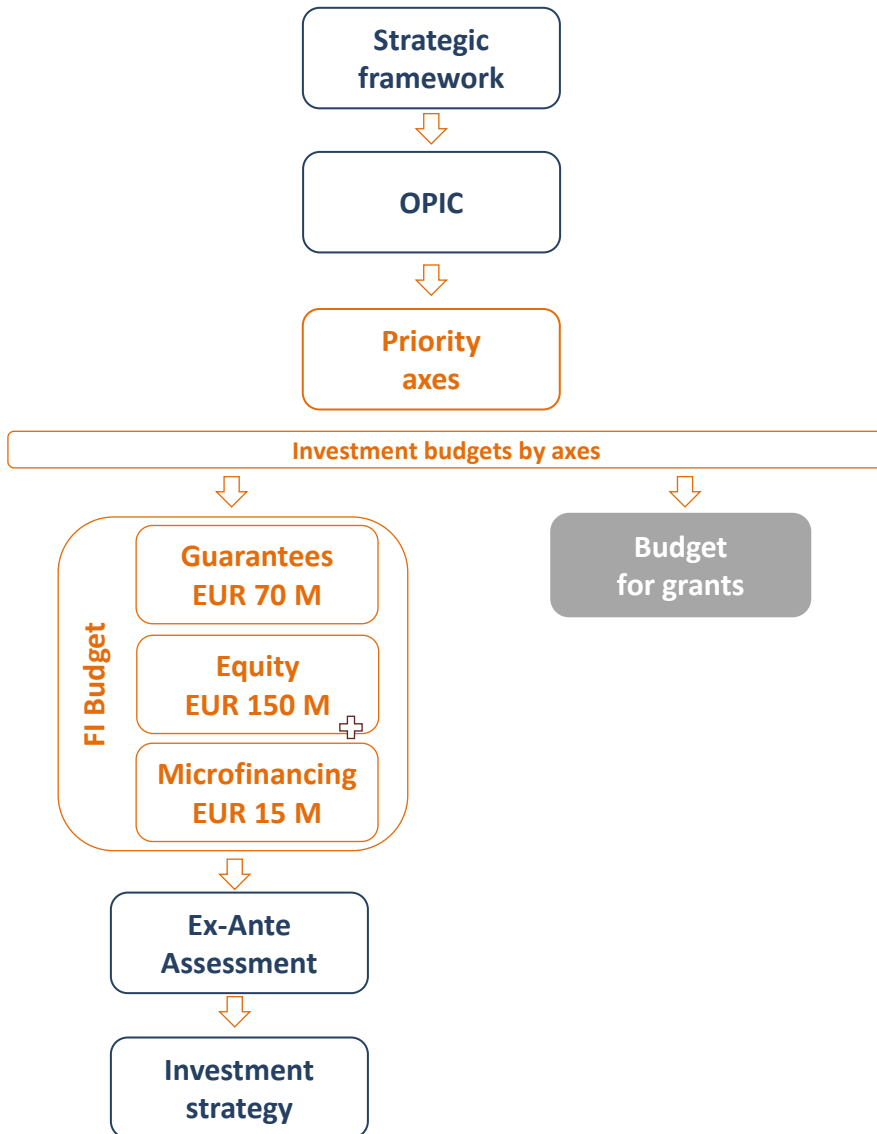 Strategic
framework
OPIC
Priority
axes
Investment budgets by axes
FI Budget
Guarantees
EUR 70 M
Equity
EUR 150 M
Microfinancing
EUR 15 M
Budget
for grants
Ex-Ante
Assessment
Investment
strategy